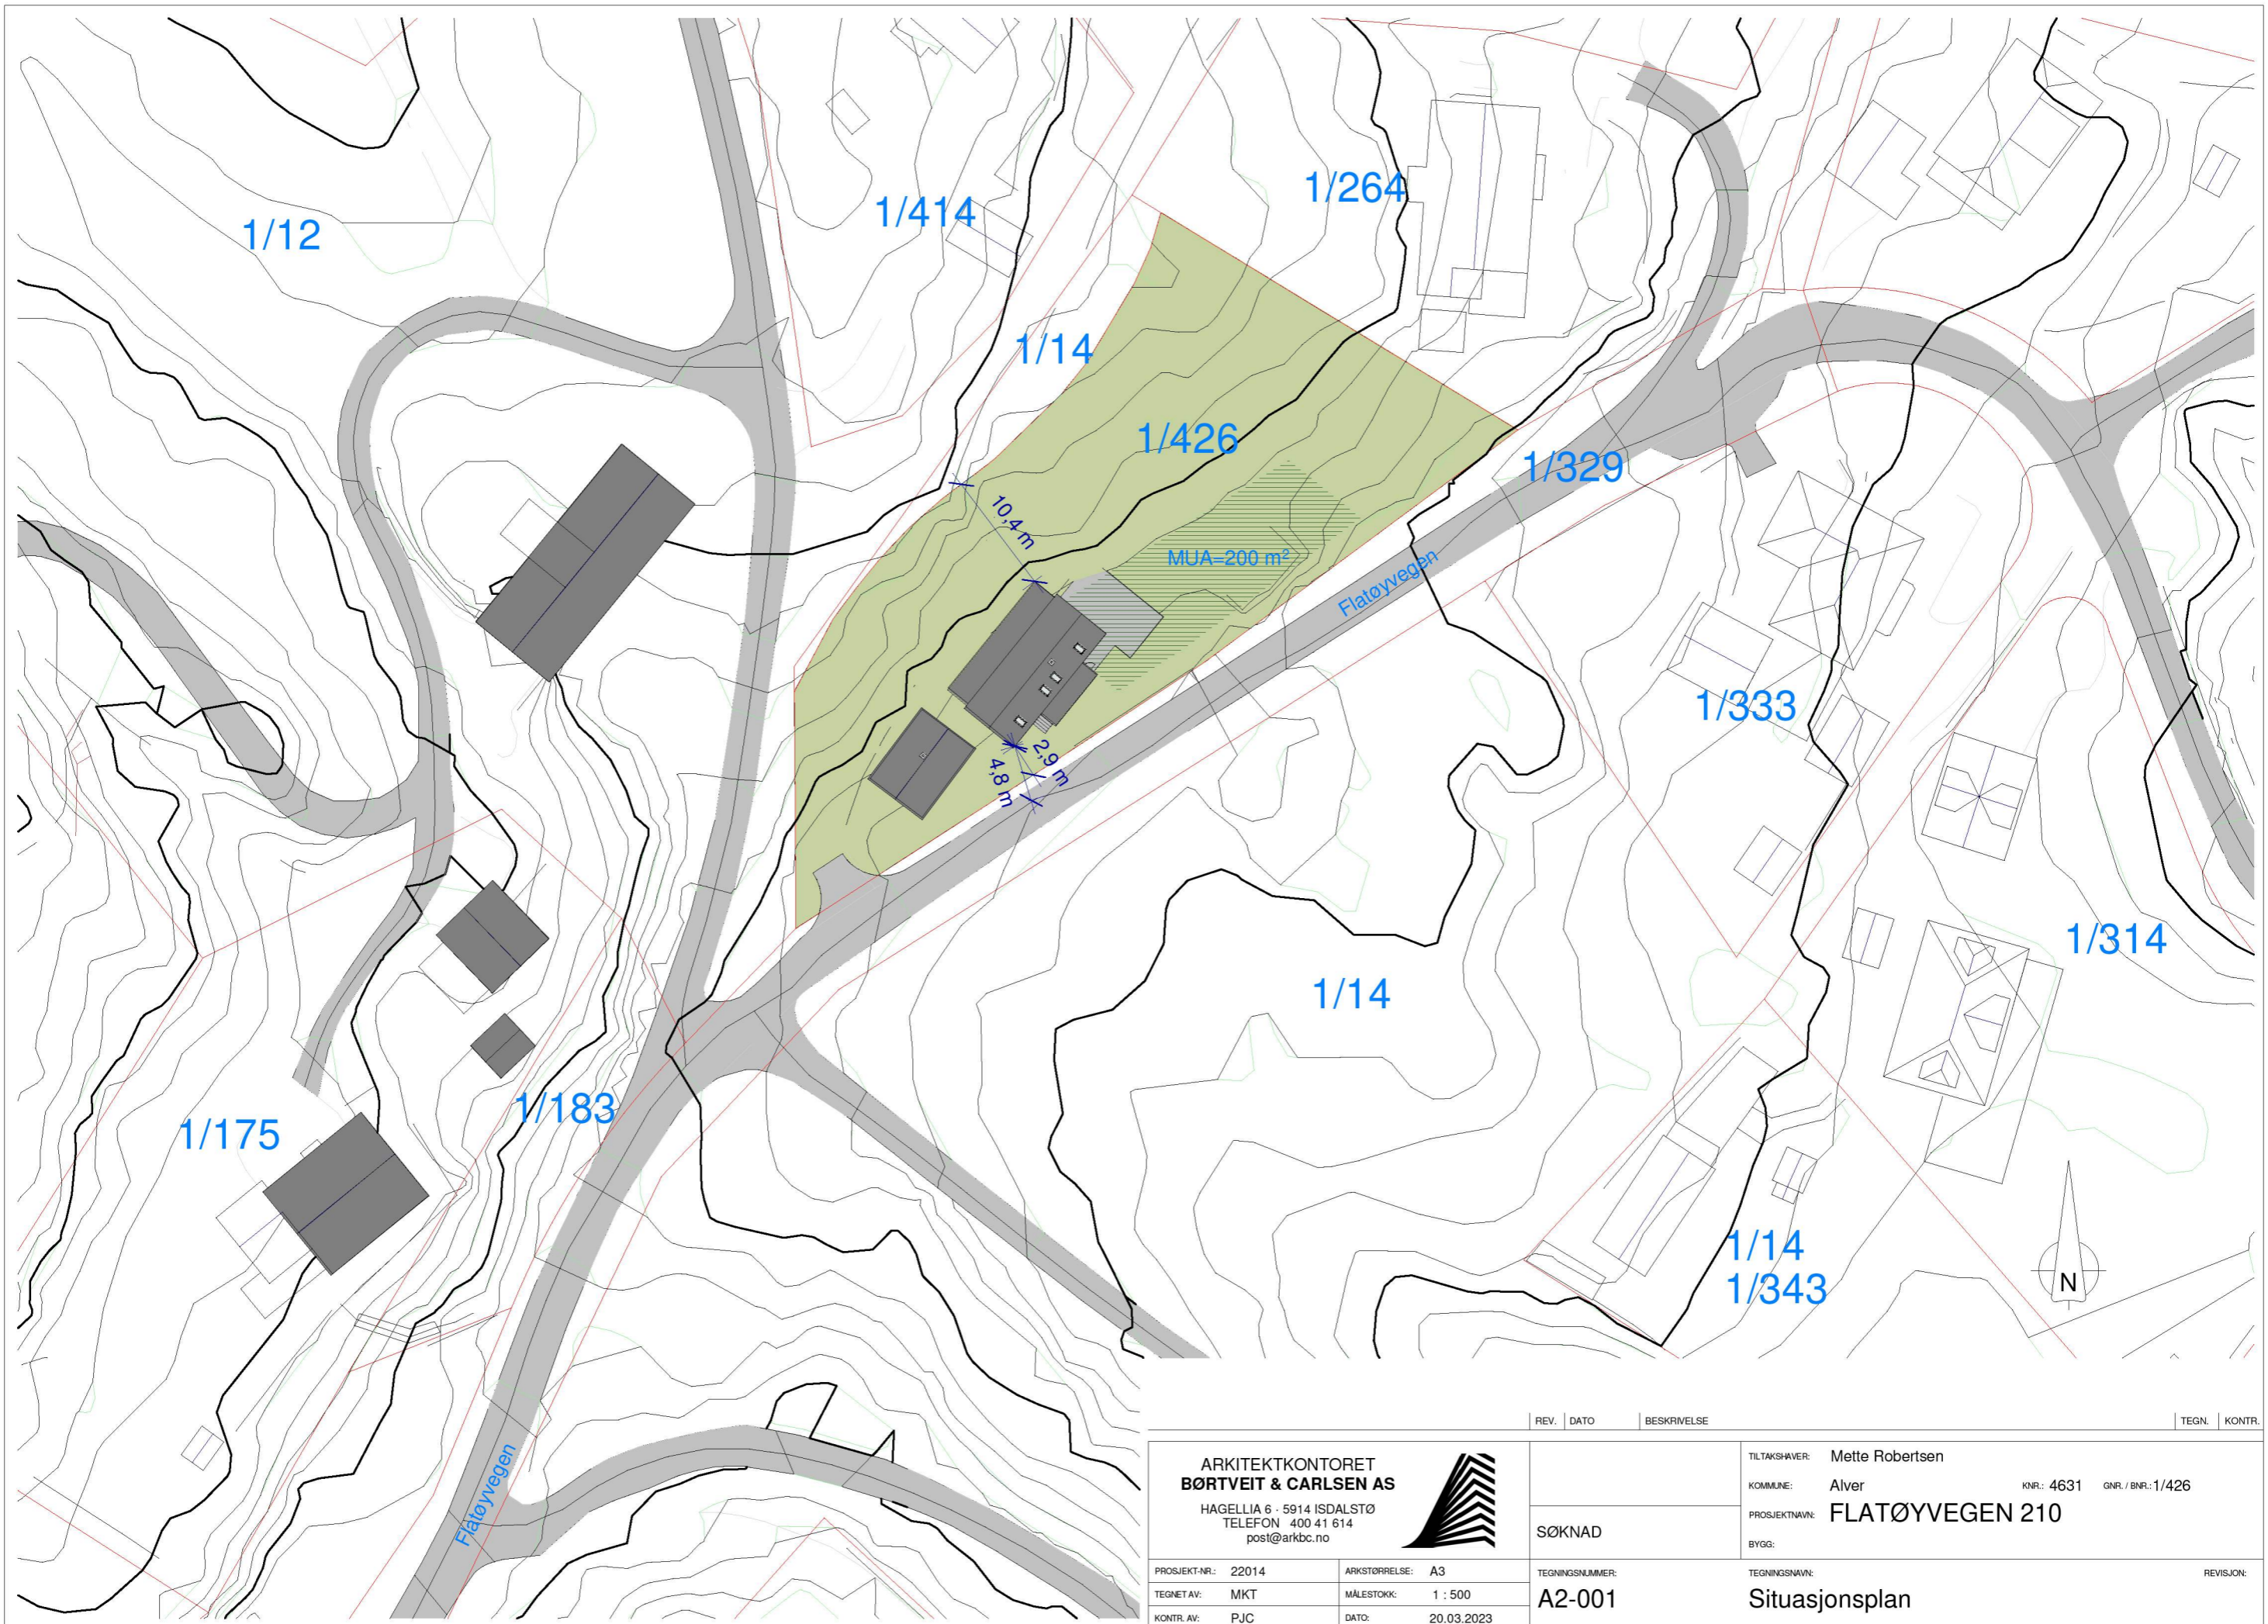 1/12
1/414
1/264
1/14
1/426
1/329
10,4 m
MUA=200 m²
Flatøyvegen
2,9 m
4,8 m
1/333
1/314
1/14
1/183
1/175
1/14
1/343
N
Flatøyvegen
REV. DATO BESKRIVELSE TEGN. KONTR.
ARKITEKTKONTORET
BØRTVEIT & CARLSEN AS
HAGELLIA 6 - 5914 ISDALSTØ
TELEFON 400 41 614
post@arkbc.no
SØKNAD
TILTAKSHAVER: Mette Robertsen
KOMMUNE: Alver KNR.: 4631 GNR. / BNR.: 1/426
PROSJEKTNAVN: FLATØYVEGEN 210
BYGG:
PROSJEKT-NR.: 22014 ARKSTØRRELSE: A3
TEGNET AV: MKT MÅLESTOKK: 1 : 500
KONTR. AV: PJC DATO: 20.03.2023
TEGNINGSNUMMER:
A2-001
TEGNINGSNAVN:
Situasjonsplan
REVISJON: